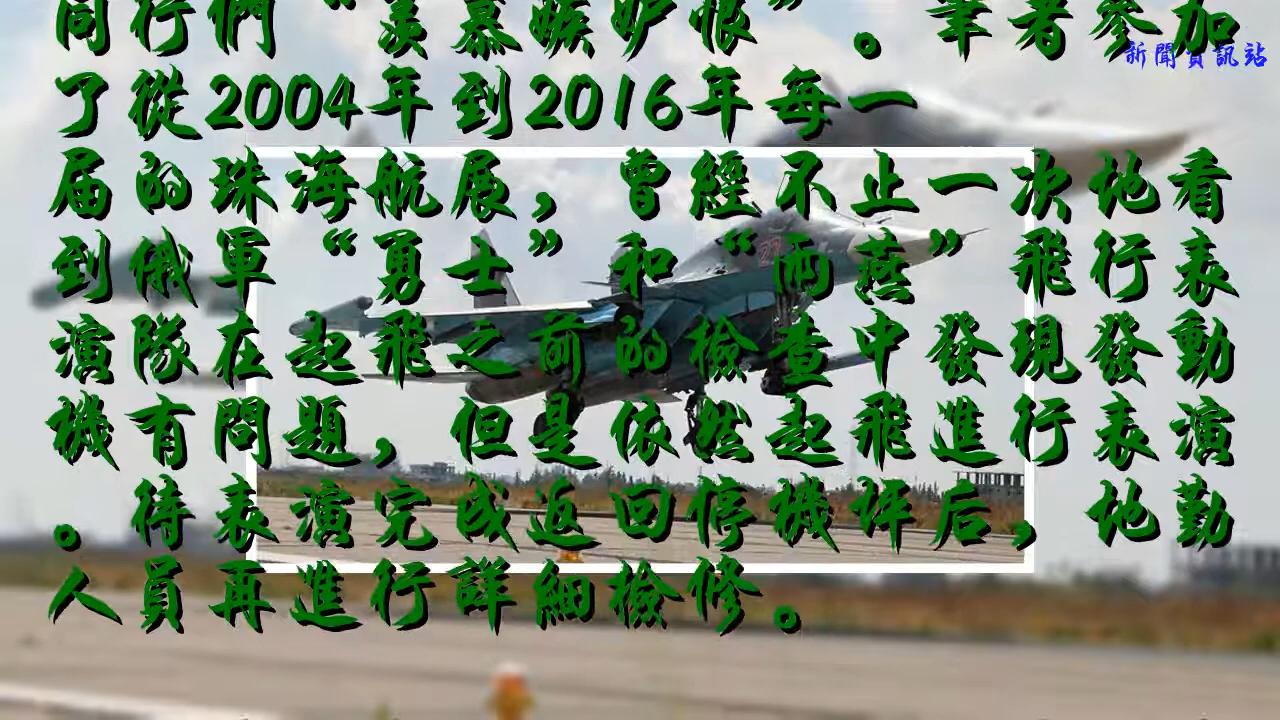 同行們“羨慕嫉妒恨”。筆者參加
新聞資訊站
了從2004年到2016年每一
届的珠海航展，曾經不止一次地看
到俄軍“勇士”和“雨燕”飛行表
演隊在起飛之前的檢查中發現發動
機有問題，但是依然起飛進行表演
。待表演完成返回停機坪后，地勤
人員再進行詳細檢修。